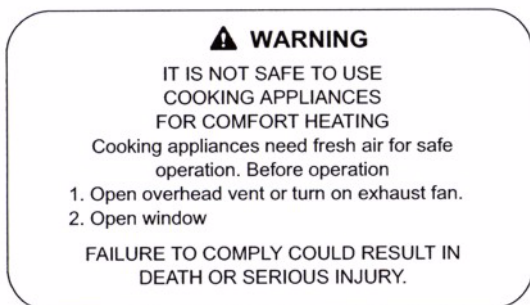 WARNING
IT IS NOT SAFE TO USE
COOKING APPLIANCES
FOR COMFORT HEATING
Cooking appliances need fresh air for safe
operation. Before operation
1. Open overhead vent or turn on exhaust fan.
2. Open window
FAILURE TO COMPLY COULD RESULT IN
DEATH OR SERIOUS INJURY.